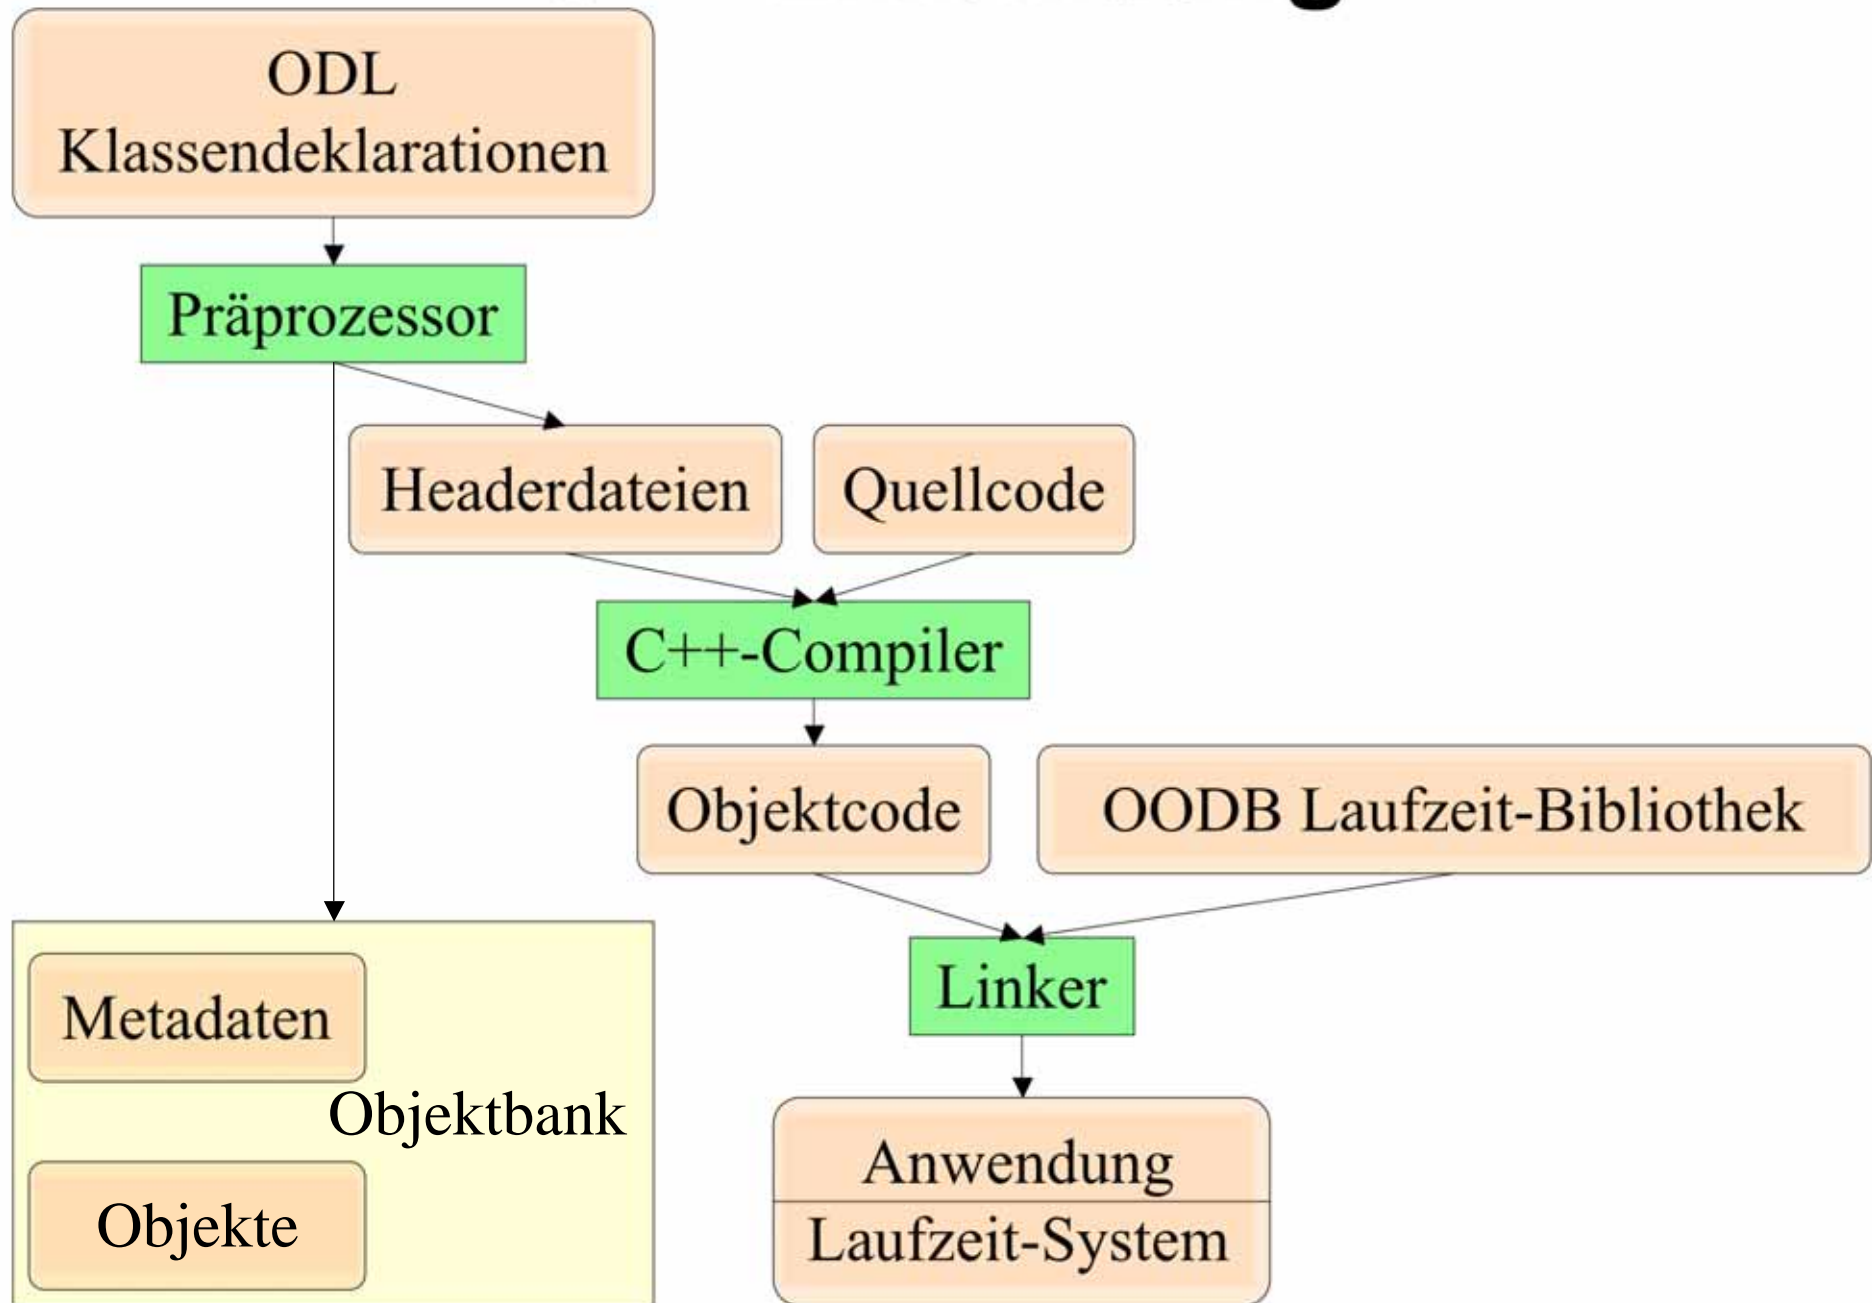 ODL
Klassendeklarationen
Präprozessor
Headerdateien
Quellcode
C++-Compiler
Objektcode
OODB Laufzeit-Bibliothek
Linker
Metadaten
Objektbank
Objekte
Anwendung
Laufzeit-System